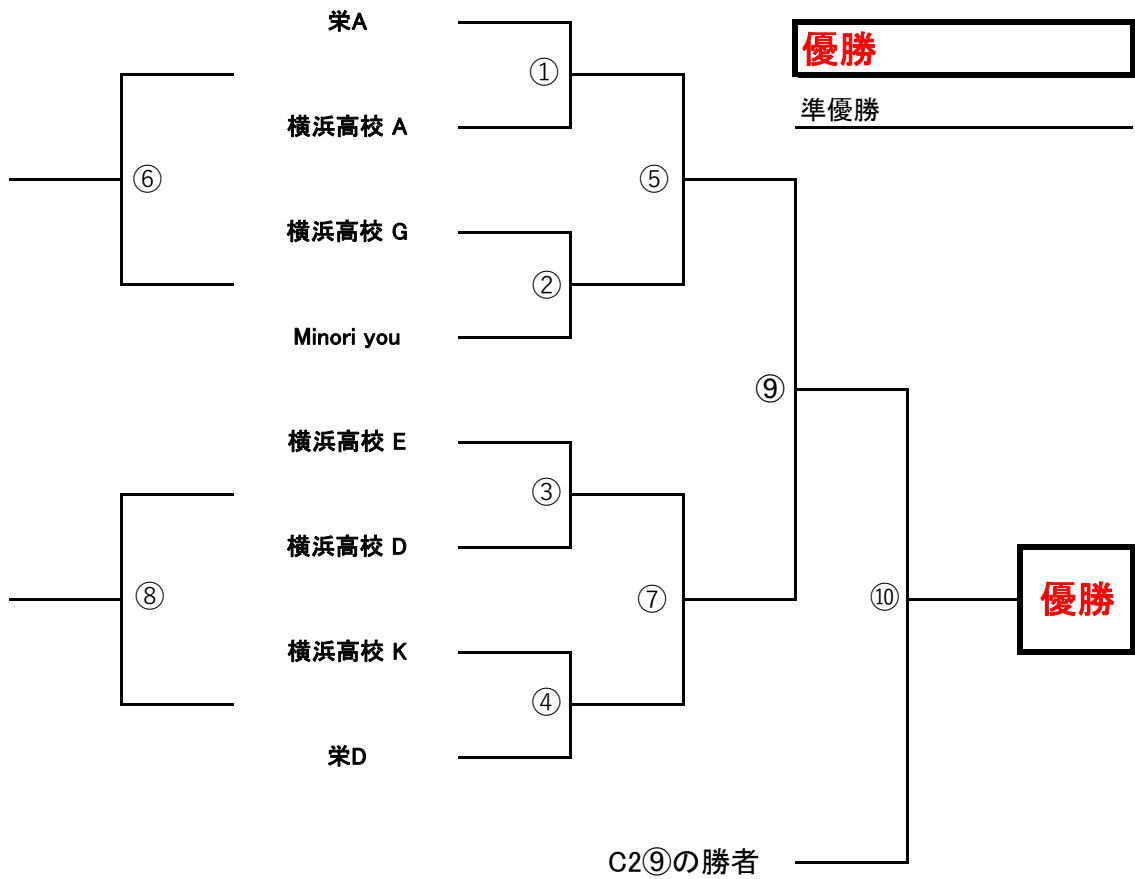 栄A
優勝
①
準優勝
横浜高校 A
⑥
⑤
横浜高校 G
②
Minori you
⑨
横浜高校 E
③
横浜高校 D
⑧
⑦
⑩
優勝
横浜高校 K
④
栄D
C2⑨の勝者